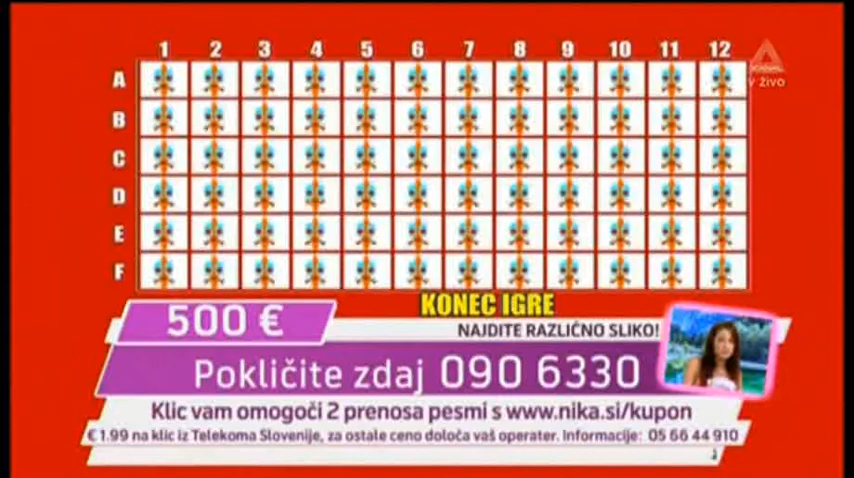 1 2 3 4 5 6 7 8 9 10 11 12
A
v živo
B
C
D
E
F
KONEC IGRE
500 €
NAJDITE RAZLIČNO SLIKO!
Pokličite zdaj 090 6330
Klic vam omogoči 2 prenosa pesmi s www.nika.si/kupon
€ 1.99 na klic iz Telekoma Slovenije, za ostale ceno določa vaš operater. Informacije: 05 66 44 910